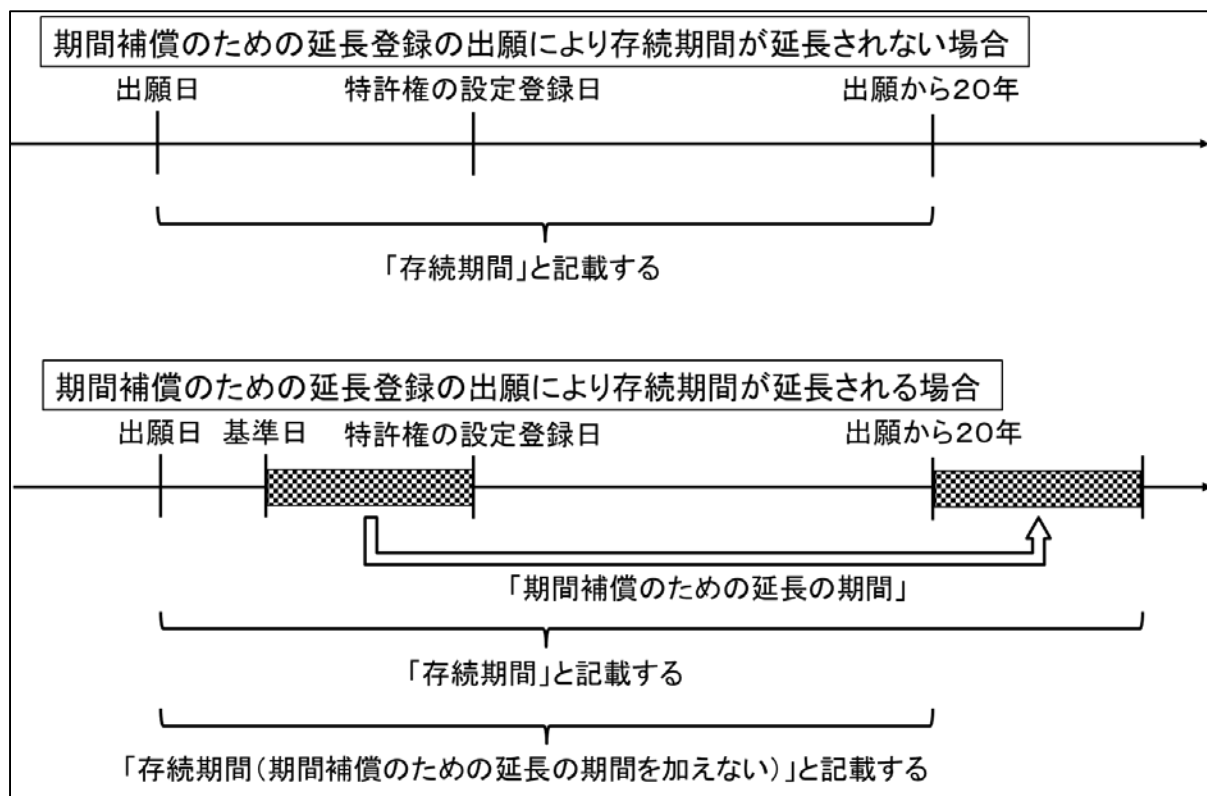 期間補償のための延長登録の出願により存続期間が延長されない場合
出願日 特許権の設定登録日 出願から20年
「存続期間」と記載する
期間補償のための延長登録の出願により存続期間が延長される場合
出願日 基準日 特許権の設定登録日 出願から20年
「期間補償のための延長の期間」
「存続期間」と記載する
「存続期間(期間補償のための延長の期間を加えない)」と記載する